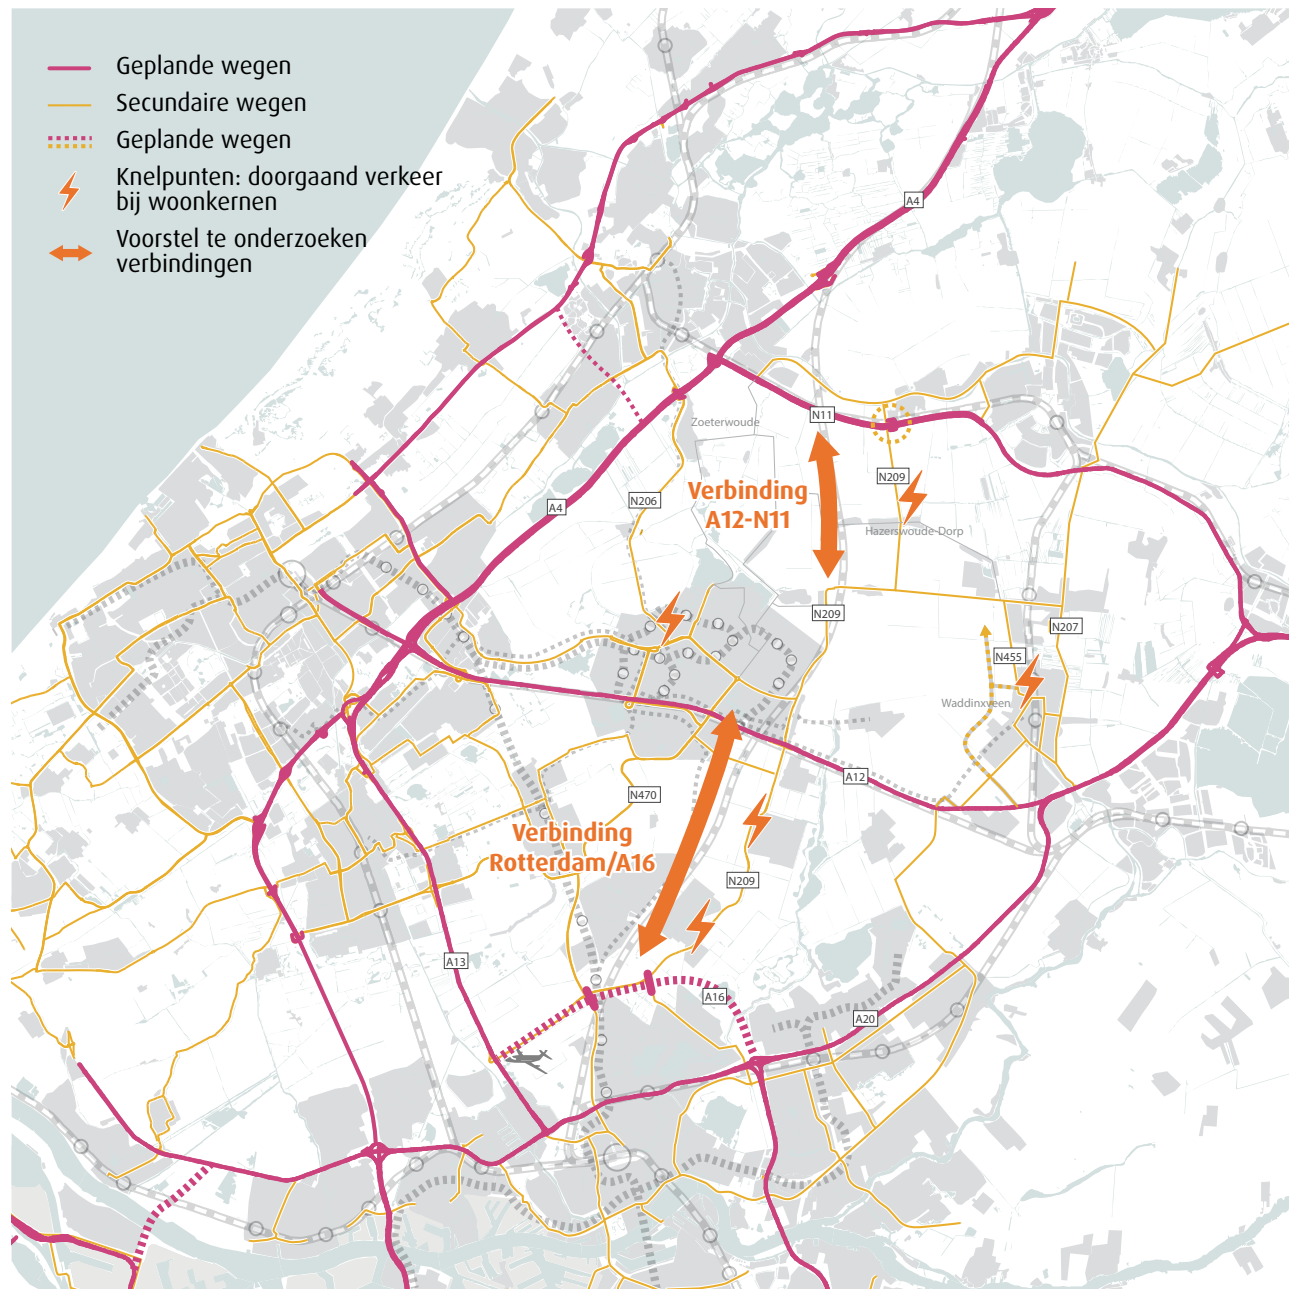 Geplande wegen
Secundaire wegen
Geplande wegen
Knelpunten: doorgaand verkeer
bij woonkernen
Voorstel te onderzoeken
verbindingen
A4
N11
Zoeterwoude
N209
Verbinding
A12-N11
N206
A4
Hazerswoude-Dorp
N209
N207
N455
Waddinxveen
A12
N470
Verbinding
Rotterdam/A16
N209
A13
A16
A20